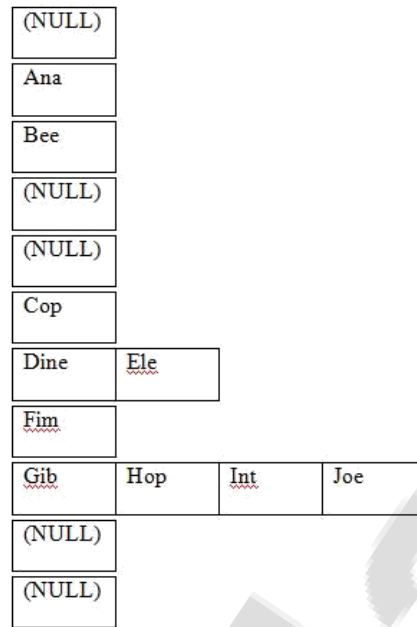 (NULL)
Ana
Bee
(NULL)
(NULL)
Cop
Dine Ele
Fim
Gib Hop Int Joe
(NULL)
(NULL)